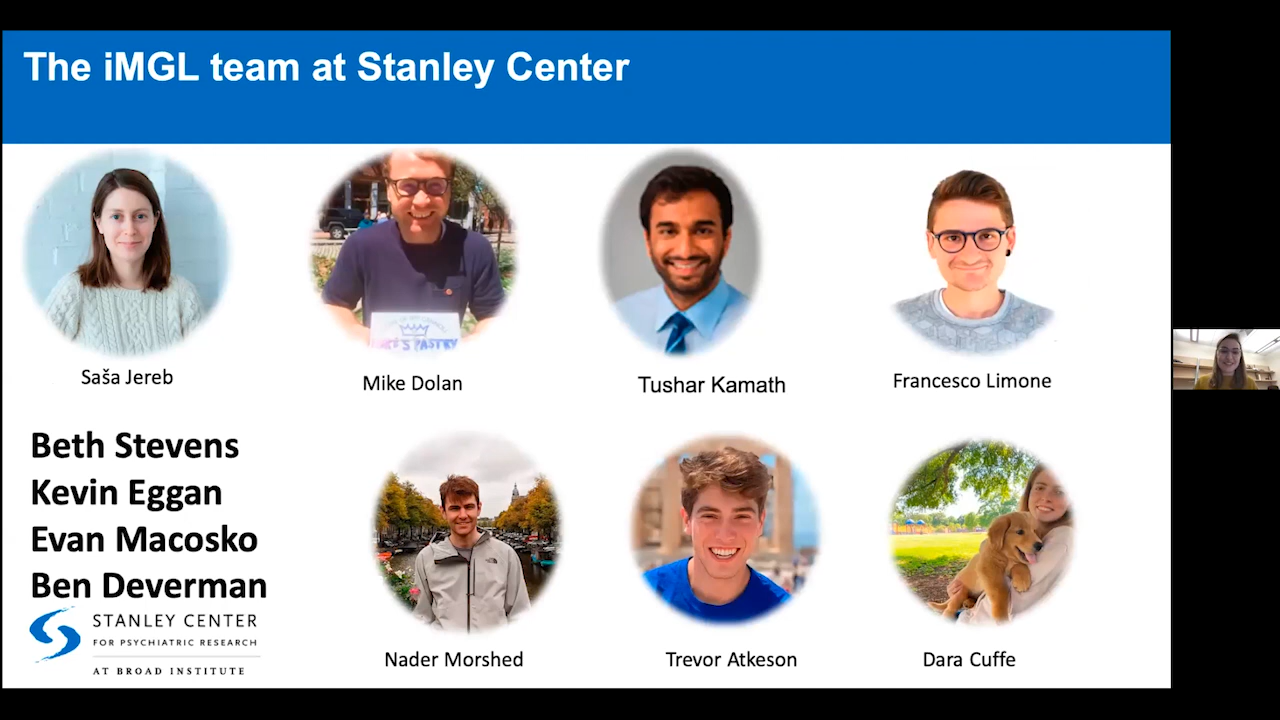 The iMGL team at Stanley Center
Saša Jereb
Mike Dolan
Tushar Kamath
Francesco Limone
Beth Stevens
Kevin Eggan
Evan Macosko
Ben Deverman
STANLEY CENTER
FOR PSYCHIATRIC RESEARCH
AT BROAD INSTITUTE
Nader Morshed
Trevor Atkeson
Dara Cuffe
PASTRY